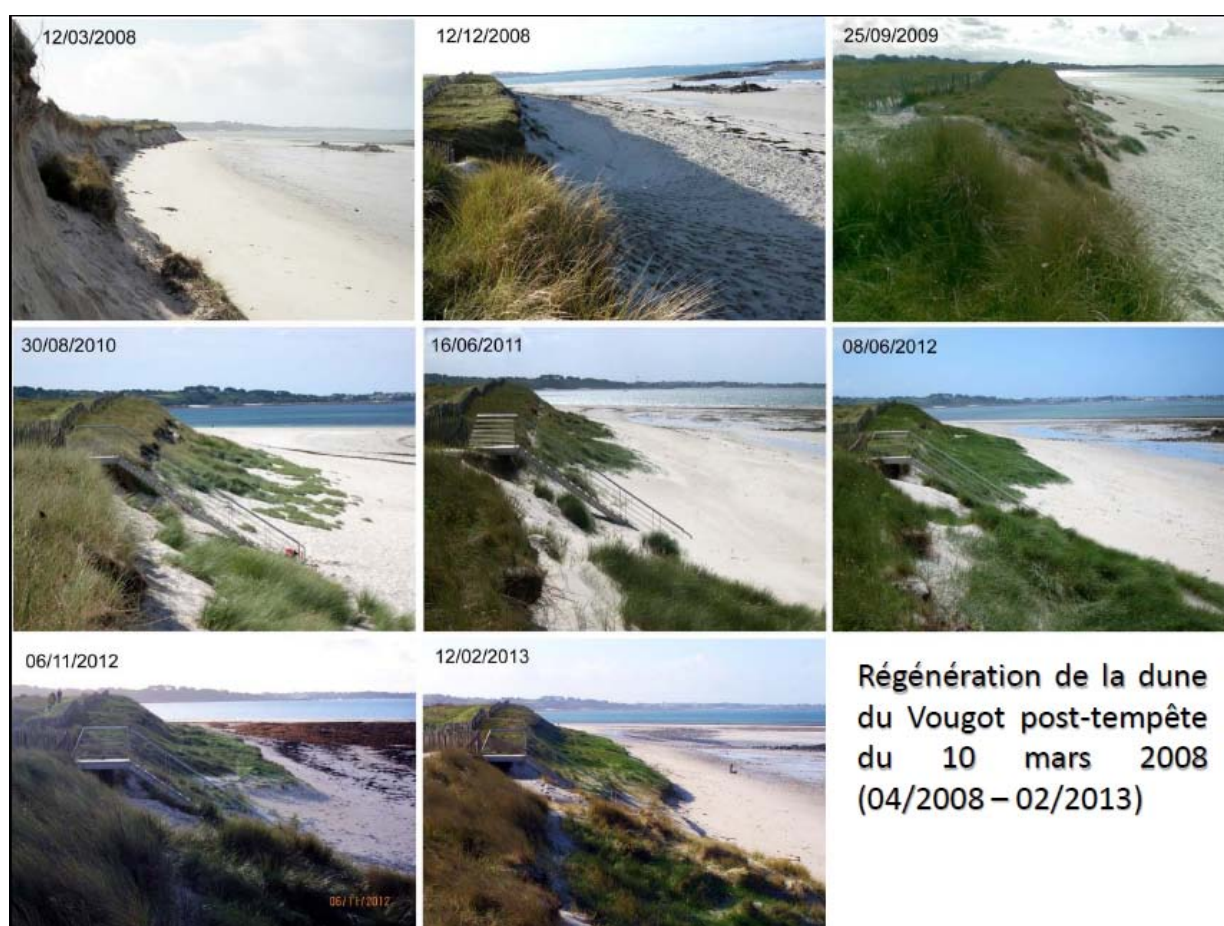 12/03/2008
12/12/2008
25/09/2009
30/08/2010
16/06/2011
08/06/2012
06/11/2012
06/11/2012
12/02/2013
Régénération de la dune
du Vougot post-tempête
du 10 mars 2008
(04/2008 – 02/2013)